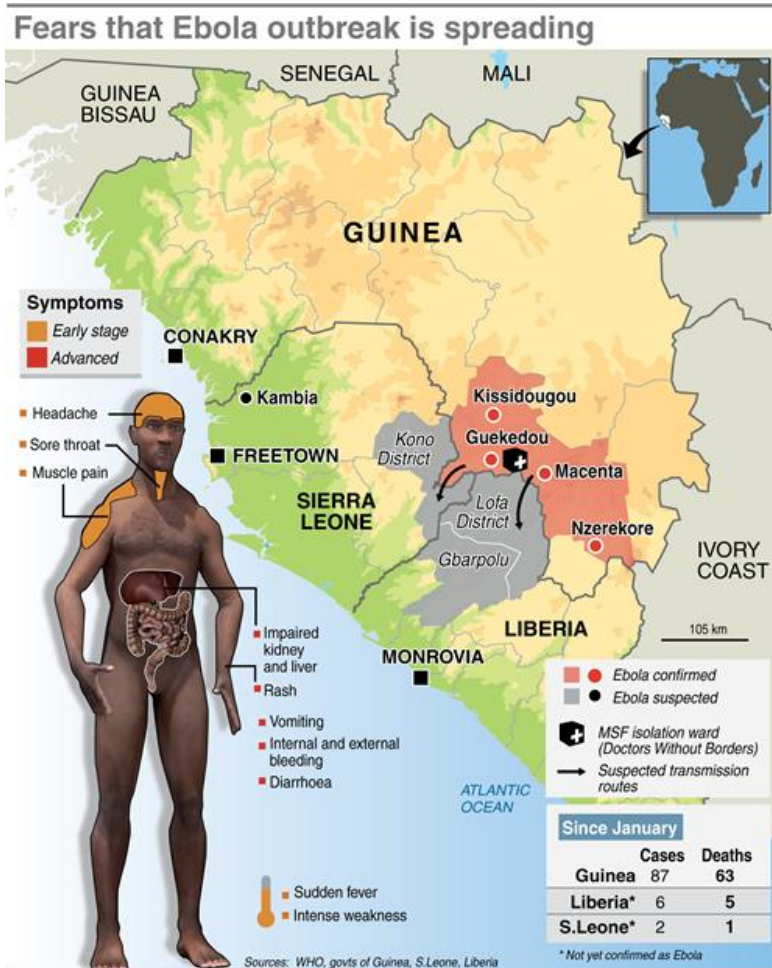 Fears that Ebola outbreak is spreading
SENEGAL
MALI
GUINEA
BISSAU
GUINEA
Symptoms
Early stage
Advanced
CONAKRY
Kambia
Kissidougou
Guekedou
Kono
District
FREETOWN
Macenta
SIERRA
LEONE
Lofa
District
Nzerekore
Gbarpolu
IVORY
COAST
LIBERIA
105 km
MONROVIA
Headache
Sore throat
Muscle pain
Impaired
kidney
and liver
Rash
Vomiting
Internal and external
bleeding
Diarrhoea
Sudden fever
Intense weakness
ATLANTIC
OCEAN
Ebola confirmed
Ebola suspected
MSF isolation ward
(Doctors Without Borders)
Suspected transmission
routes
Since January
Cases Deaths
Guinea 87 63
Liberia* 6 5
S.Leone* 2 1
* Not yet confirmed as Ebola
Sources: WHO, govts of Guinea, S.Leone, Liberia